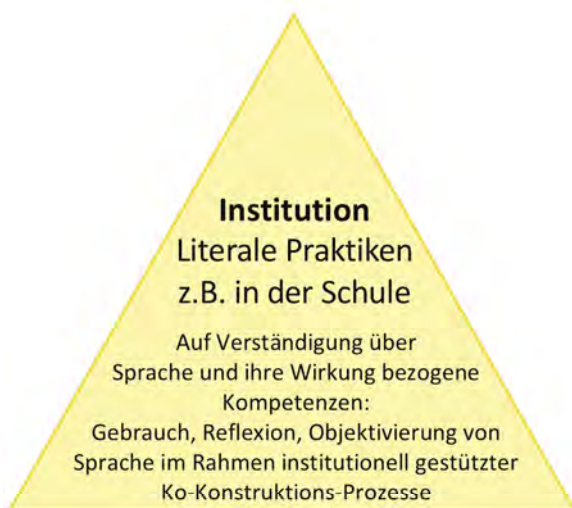 Institution
Literale Praktiken
z.B. in der Schule
Auf Verständigung über
Sprache und ihre Wirkung bezogene
Kompetenzen:
Gebrauch, Reflexion, Objektivierung von
Sprache im Rahmen institutionell gestützter
Ko-Konstruktions-Prozesse